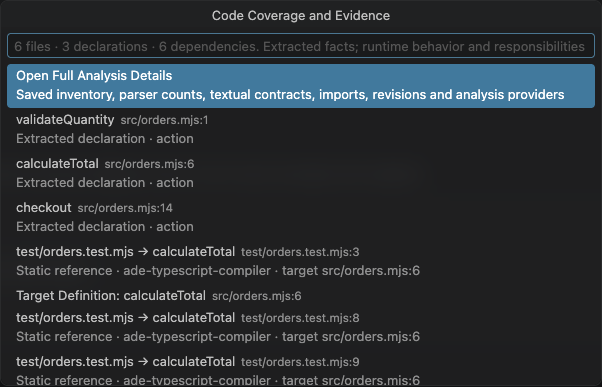 Code Coverage and Evidence
6 files · 3 declarations · 6 dependencies. Extracted facts; runtime behavior and responsibilities
Open Full Analysis Details
Saved inventory, parser counts, textual contracts, imports, revisions and analysis providers
validateQuantity src/orders.mjs:1
Extracted declaration · action
calculateTotal src/orders.mjs:6
Extracted declaration · action
checkout src/orders.mjs:14
Extracted declaration · action
test/orders.test.mjs → calculateTotal test/orders.test.mjs:3
Static reference · ade-typescript-compiler · target src/orders.mjs:6
Target Definition: calculateTotal src/orders.mjs:6
test/orders.test.mjs → calculateTotal test/orders.test.mjs:8
Static reference · ade-typescript-compiler · target src/orders.mjs:6
test/orders.test.mjs → calculateTotal test/orders.test.mjs:9
Static reference · ade-typescript-compiler · target src/orders.mjs:6